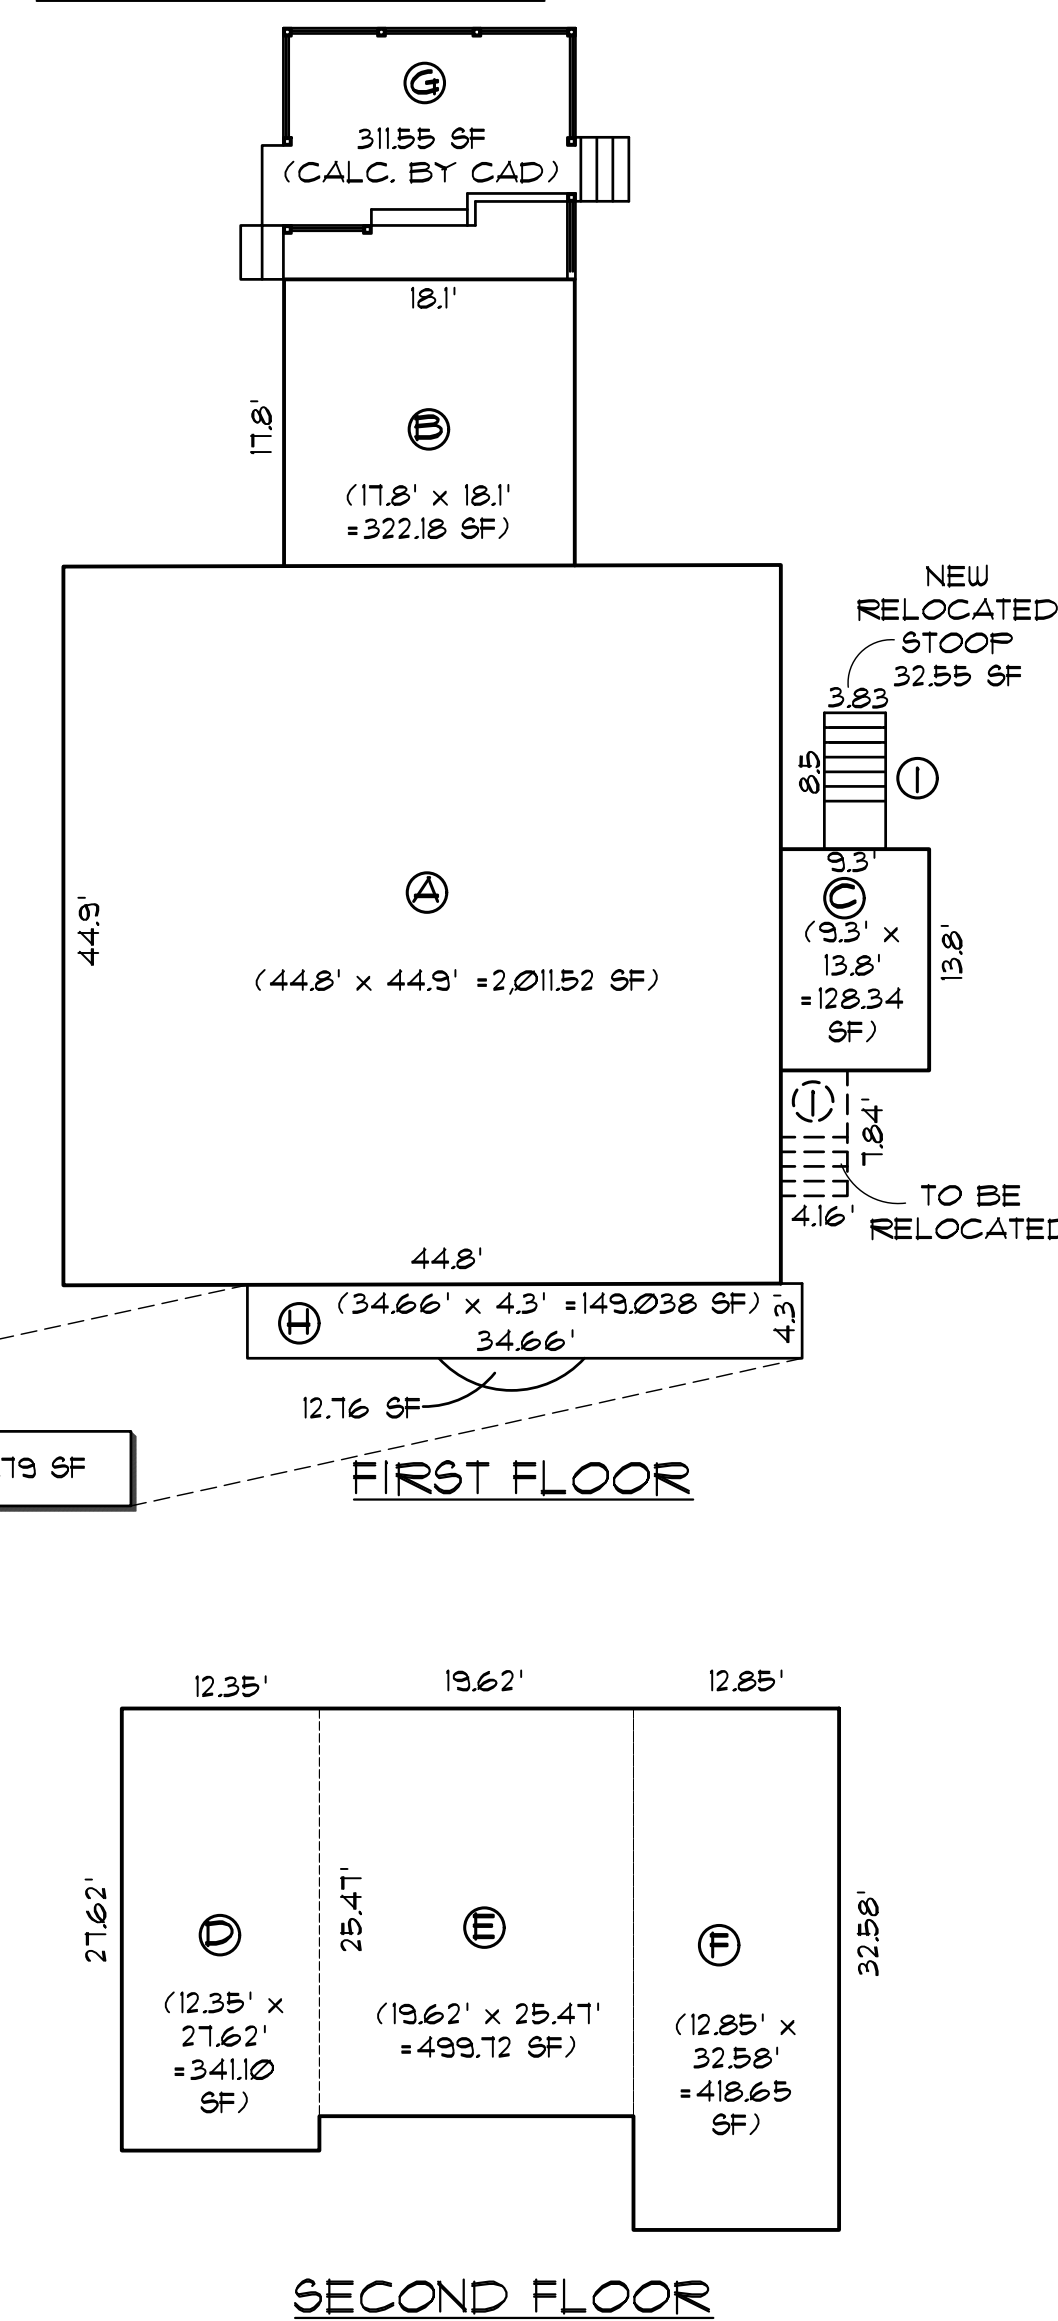 G
311.55 SF
(CALC. BY CAD)
18.1'
17.8'
B
(17.8' x 18.1'
=322.18 SF)
NEW
RELOCATED
STOOP
32.55 SF
3.83
8.5
I
44.9'
A
(44.8' x 44.9' =2,011.52 SF)
9.3'
C
(9.3' x
13.8'
=128.34
SF)
13.8'
I
7.84'
4.16'
TO BE
RELOCATED
44.8'
H
(34.66' x 4.3' =149.038 SF)
34.66'
4.3'
12.76 SF
79 SF
FIRST FLOOR
12.35'
19.62'
12.85'
27.62'
D
(12.35' x
27.62'
=341.10
SF)
25.47'
E
(19.62' x 25.47'
=499.72 SF)
F
(12.85' x
32.58'
=418.65
SF)
32.58'
SECOND FLOOR